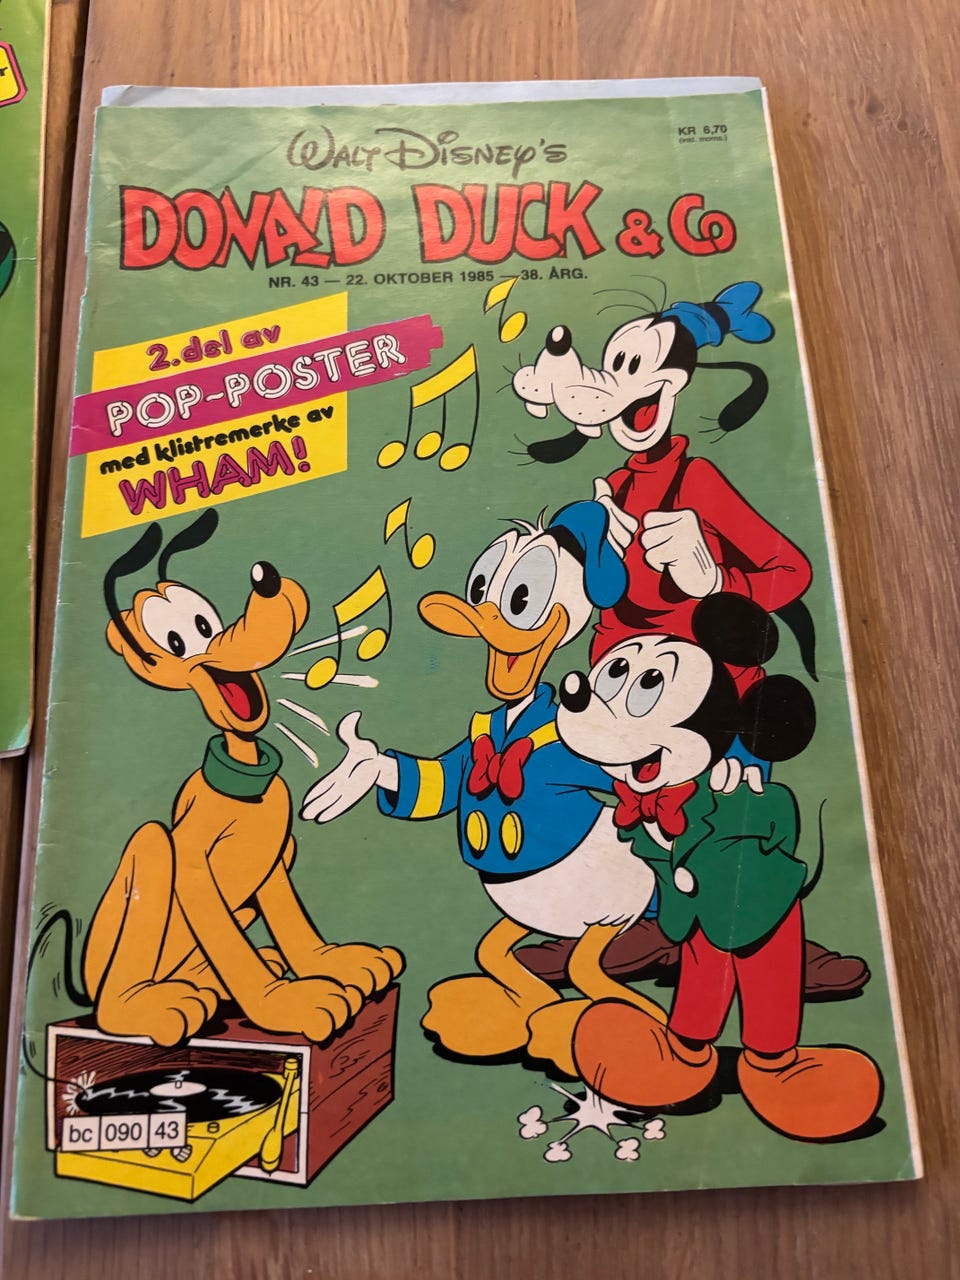 WALT DISNEY'S
KR 6,70
(inkl. moms.)
DONALD DUCK & Co
NR. 43 — 22. OKTOBER 1985 — 38. ÅRG.
2. del av
POP-POSTER
med klistremerke av
WHAM!
bc 090 43